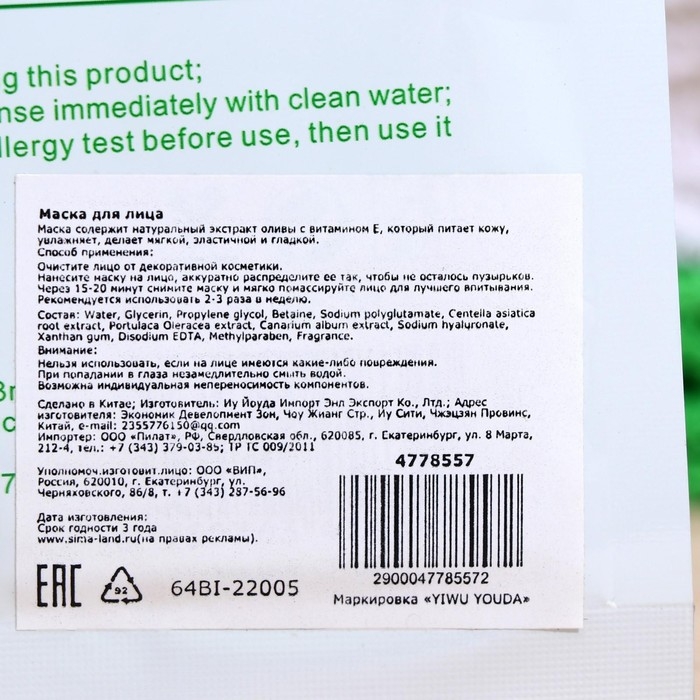 g this product;
nse immediately with clean water;
llergy test before use, then use it
Маска для лица
Маска содержит натуральный экстракт оливы с витамином Е, который питает кожу,
увлажняет, делает мягкой, эластичной и гладкой.
Способ применения:
Очистите лицо от декоративной косметики.
Нанесите маску на лицо, аккуратно распределите ее так, чтобы не осталось пузырьков.
Через 15-20 минут снимите маску и мягко помассируйте лицо для лучшего впитывания.
Рекомендуется использовать 2-3 раза в неделю.
Состав: Water, Glycerin, Propylene glycol, Betaine, Sodium polyglutamate, Centella asiatica
root extract, Portulaca Oleracea extract, Canarium album extract, Sodium hyaluronate,
Xanthan gum, Disodium EDTA, Methylparaben, Fragrance.
Внимание:
Нельзя использовать, если на лице имеются какие-либо повреждения.
При попадании в глаза незамедлительно смыть водой.
Возможна индивидуальная непереносимость компонентов.
Сделано в Китае; Изготовитель: Иу Йоуда Импорт Энд Экспорт Ко., Лтд.; Адрес
изготовителя: Экономик Девелопмент Зон, Чоу Жианг Стр., Иу Сити, Чжэцзян Провинс,
Китай, e-mail: 2355776150@qq.com
Импортер: ООО «Пилат», РФ, Свердловская обл., 620085, г. Екатеринбург, ул. 8 Марта,
212-4, тел.: +7 (343) 379-03-85; ТР ТС 009/2011
4778557
Уполномоч.изготовит.лицо: ООО «ВИП»,
Россия, 620010, г. Екатеринбург, ул.
Черняховского, 86/8, т. +7 (343) 287-56-96
7
Дата изготовления:
Срок годности 3 года
www.sima-land.ru(на правах рекламы).
EAC
92
64BI-22005
2900047785572
Маркировка «YIWU YOUDA»